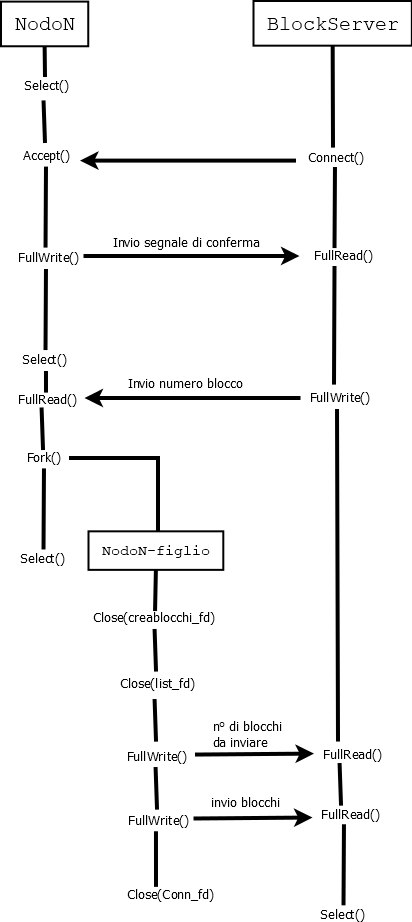 NodoN
BlockServer
Select()
Accept()
Connect()
Invio segnale di conferma
FullWrite()
FullRead()
Select()
Invio numero blocco
FullRead()
FullWrite()
Fork()
Select()
NodoN-figlio
Close(creablocchi_fd)
Close(list_fd)
n° di blocchi
da inviare
FullWrite()
FullRead()
invio blocchi
FullWrite()
FullRead()
Close(Conn_fd)
Select()